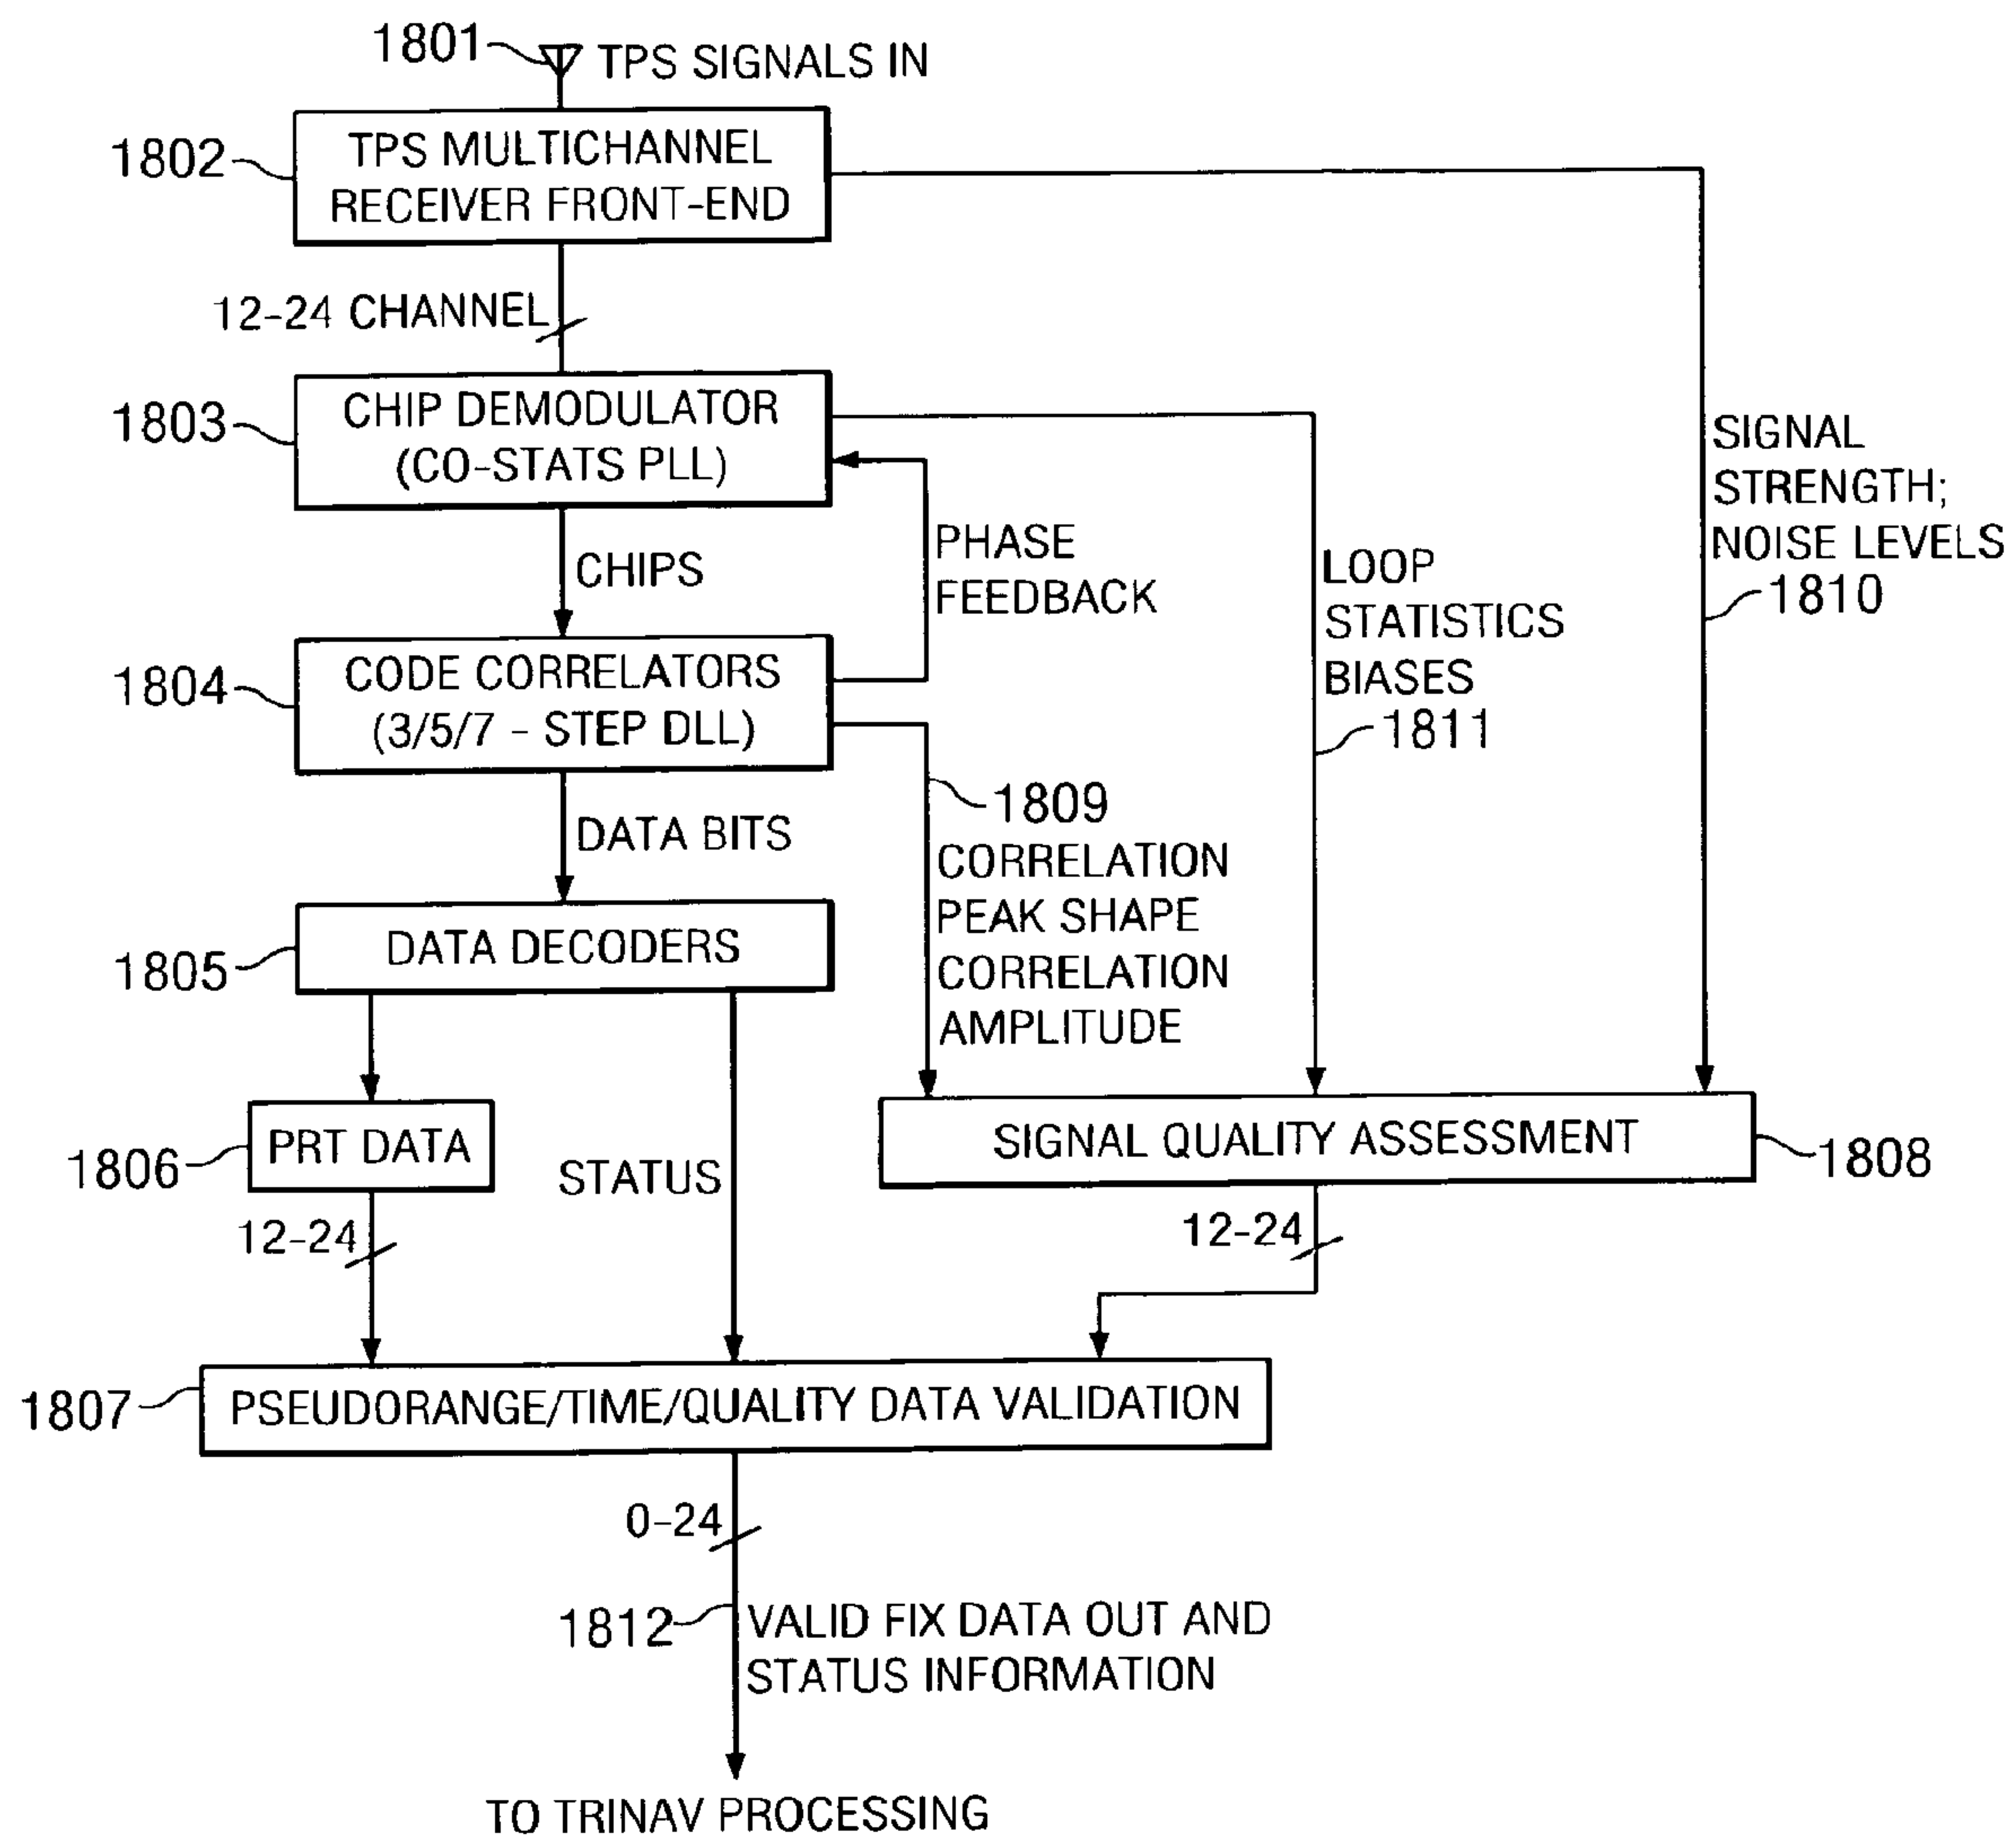 1801
TPS SIGNALS IN
1802
TPS MULTICHANNEL
RECEIVER FRONT-END
12-24 CHANNEL
1803
CHIP DEMODULATOR
(CO-STATS PLL)
SIGNAL
STRENGTH;
NOISE LEVELS
1810
CHIPS
PHASE
FEEDBACK
LOOP
STATISTICS
BIASES
1811
1804
CODE CORRELATORS
(3/5/7 - STEP DLL)
1809
CORRELATION
PEAK SHAPE
CORRELATION
AMPLITUDE
DATA BITS
1805
DATA DECODERS
1806
PRT DATA
STATUS
SIGNAL QUALITY ASSESSMENT
1808
12-24
12-24
1807
PSEUDORANGE/TIME/QUALITY DATA VALIDATION
0-24
1812
VALID FIX DATA OUT AND
STATUS INFORMATION
TO TRINAV PROCESSING